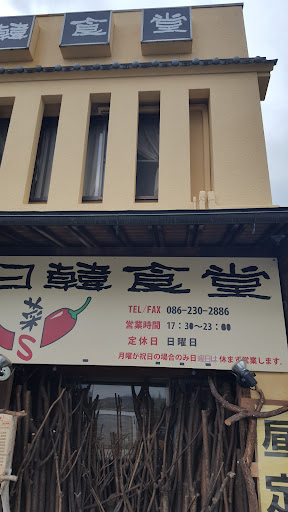 韓食堂
日韓食堂
菜
S
TEL/FAX 086-230-2886
営業時間 17：30～23：00
定休日 日曜日
月曜が祝日の場合のみ日曜日は休まず営業します。
昼
定